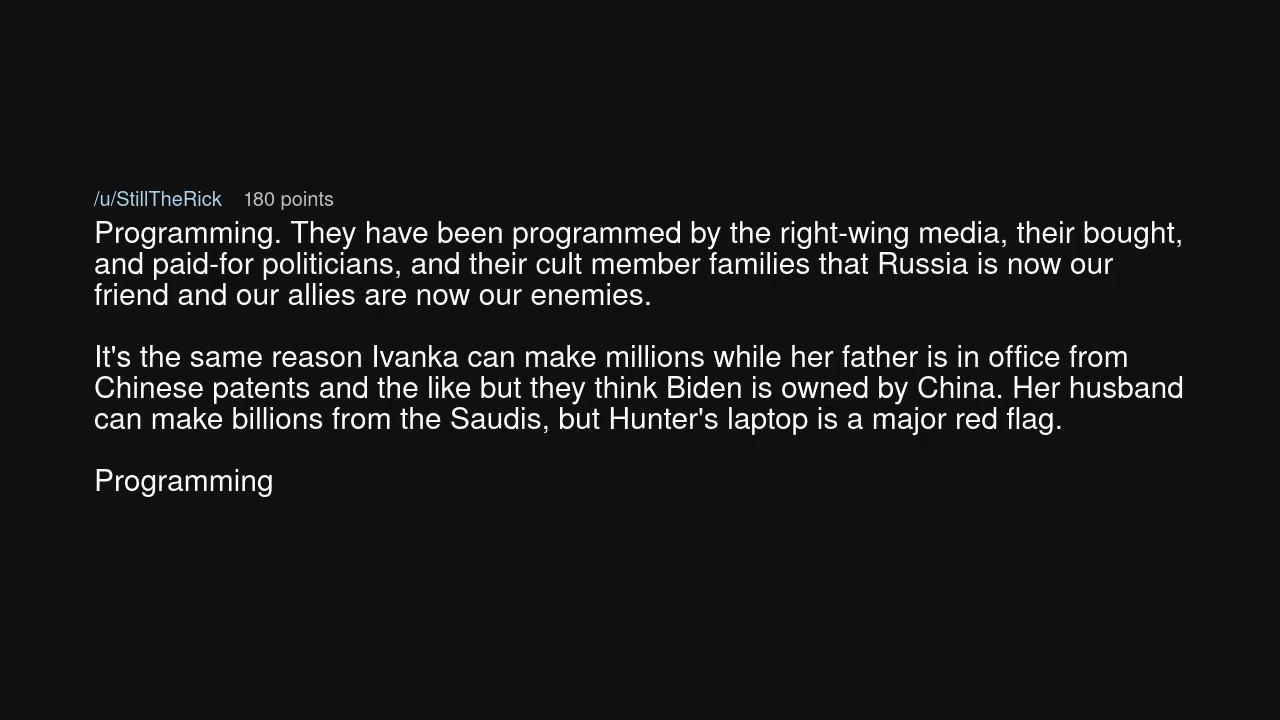 /u/StillTheRick 180 points
Programming. They have been programmed by the right-wing media, their bought,
and paid-for politicians, and their cult member families that Russia is now our
friend and our allies are now our enemies.
It's the same reason Ivanka can make millions while her father is in office from
Chinese patents and the like but they think Biden is owned by China. Her husband
can make billions from the Saudis, but Hunter's laptop is a major red flag.
Programming